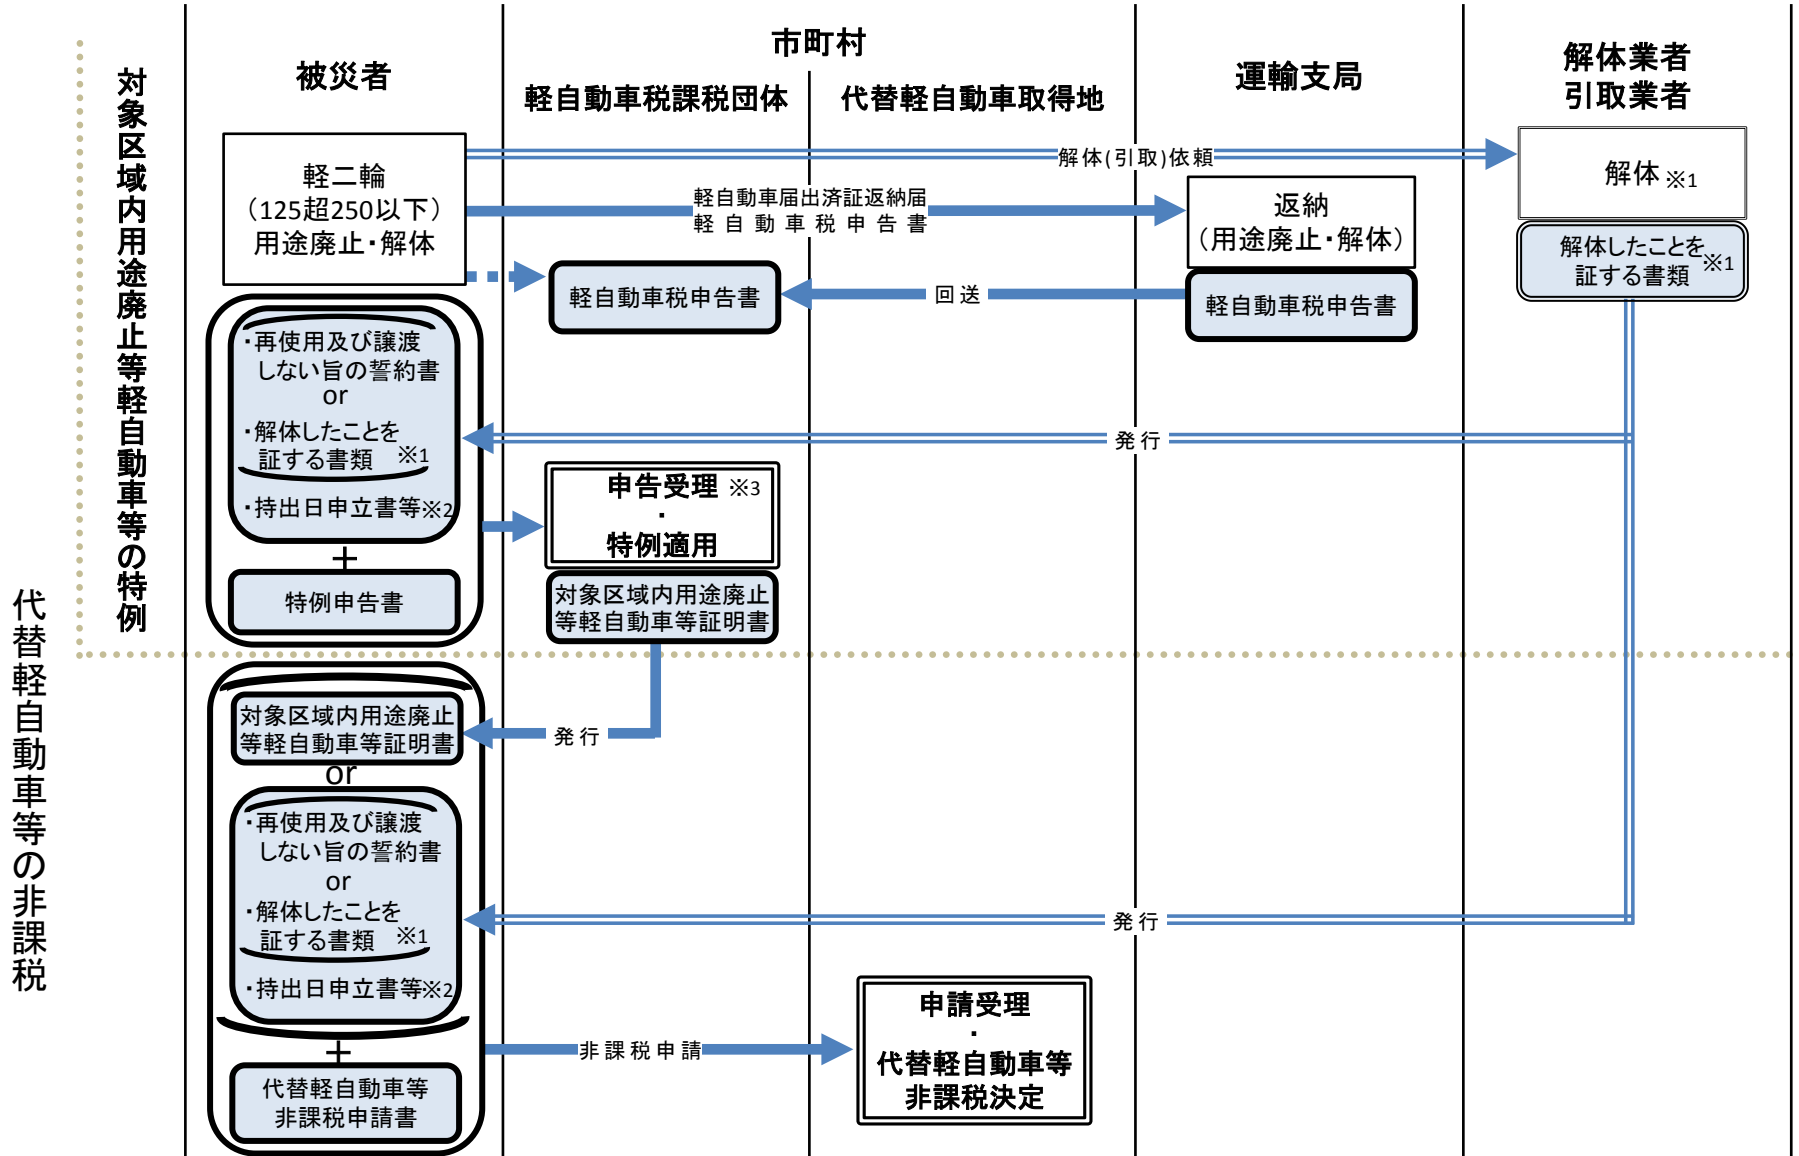 代替軽自動車等の非課税
対象区域内用途廃止等軽自動車等の特例
被災者
市町村
軽自動車税課税団体
代替軽自動車取得地
運輸支局
解体業者
引取業者
軽二輪
（125超250以下）
用途廃止・解体
解体(引取)依頼
解体 ※1
軽自動車届出済証返納届
軽自動車税申告書
返納
（用途廃止・解体）
解体したことを
証する書類 ※1
軽自動車税申告書
回送
軽自動車税申告書
・再使用及び譲渡
しない旨の誓約書
or
・解体したことを
証する書類 ※1
・持出日申立書等※2
＋
特例申告書
発行
申告受理 ※3
・
特例適用
対象区域内用途廃止
等軽自動車等証明書
対象区域内用途廃止
等軽自動車等証明書
発行
or
・再使用及び譲渡
しない旨の誓約書
or
・解体したことを
証する書類 ※1
・持出日申立書等※2
発行
＋
代替軽自動車等
非課税申請書
非課税申請
申請受理
・
代替軽自動車等
非課税決定